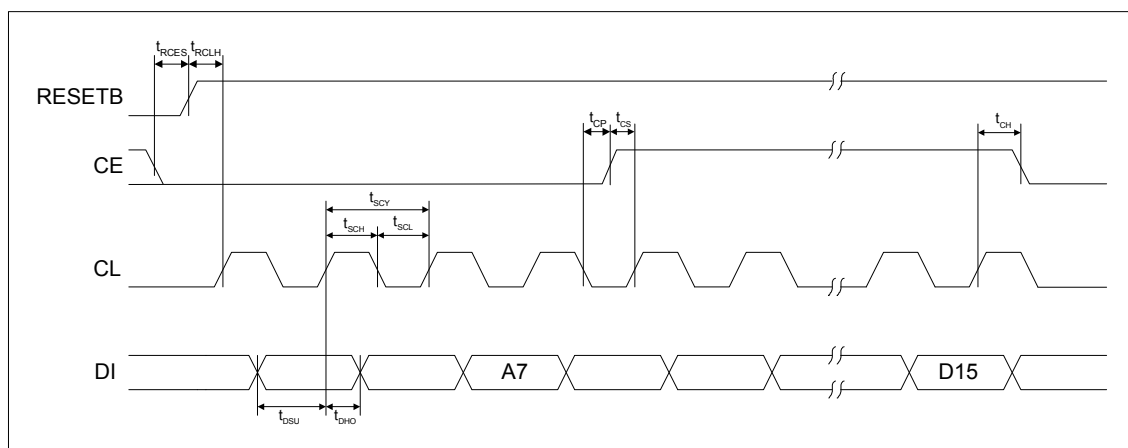 tRCES tRCLH
RESETB
tCP tCS tCH
CE
tSCY
tSCH tSCL
CL
DI A7 D15
tDSU tDHO